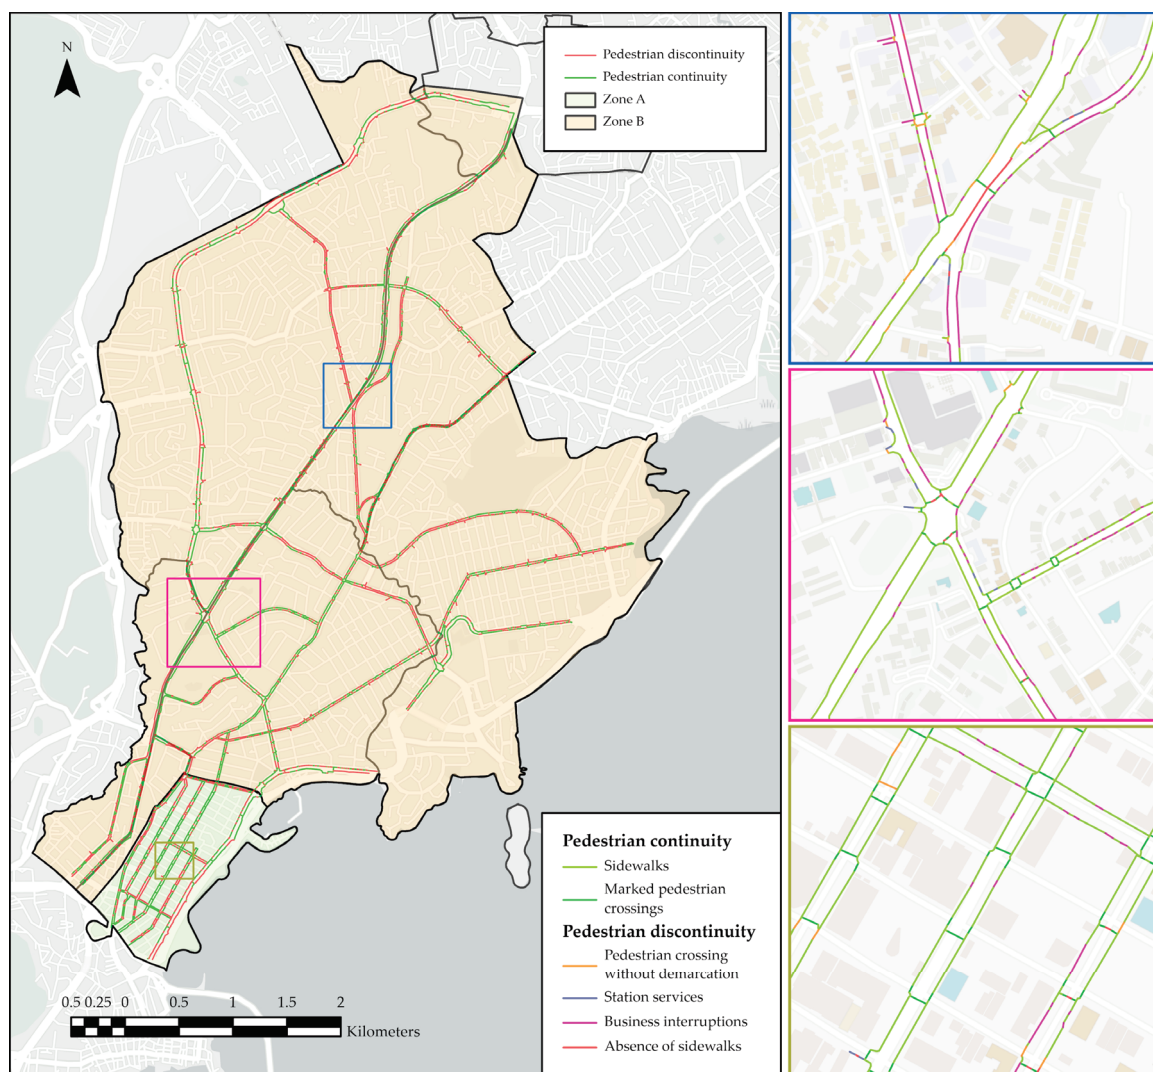 N
Pedestrian discontinuity
Pedestrian continuity
Zone A
Zone B
Pedestrian continuity
Sidewalks
Marked pedestrian
crossings
Pedestrian discontinuity
Pedestrian crossing
without demarcation
Station services
Business interruptions
Absence of sidewalks
0.5 0.25 0 0.5 1 1.5 2
Kilometers